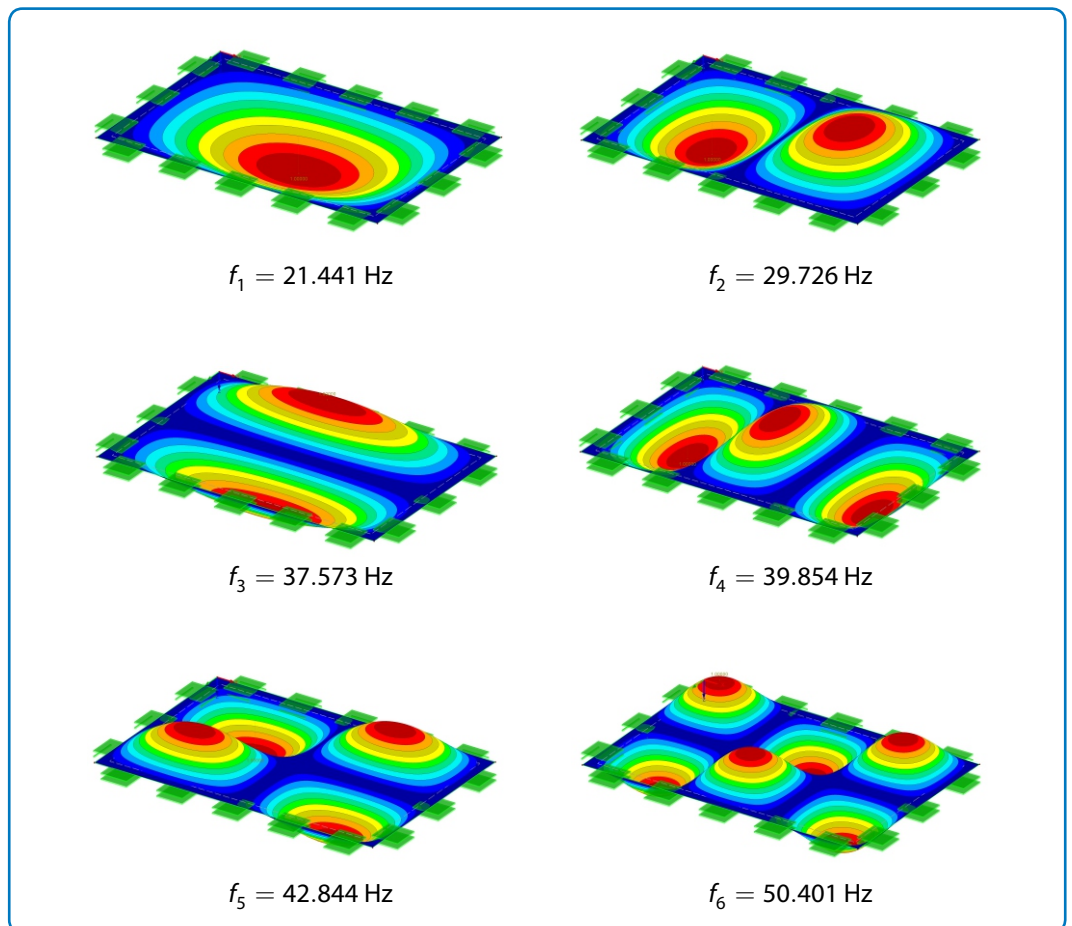 f₁ = 21.441 Hz
f₂ = 29.726 Hz
f₃ = 37.573 Hz
f₄ = 39.854 Hz
f₅ = 42.844 Hz
f₆ = 50.401 Hz